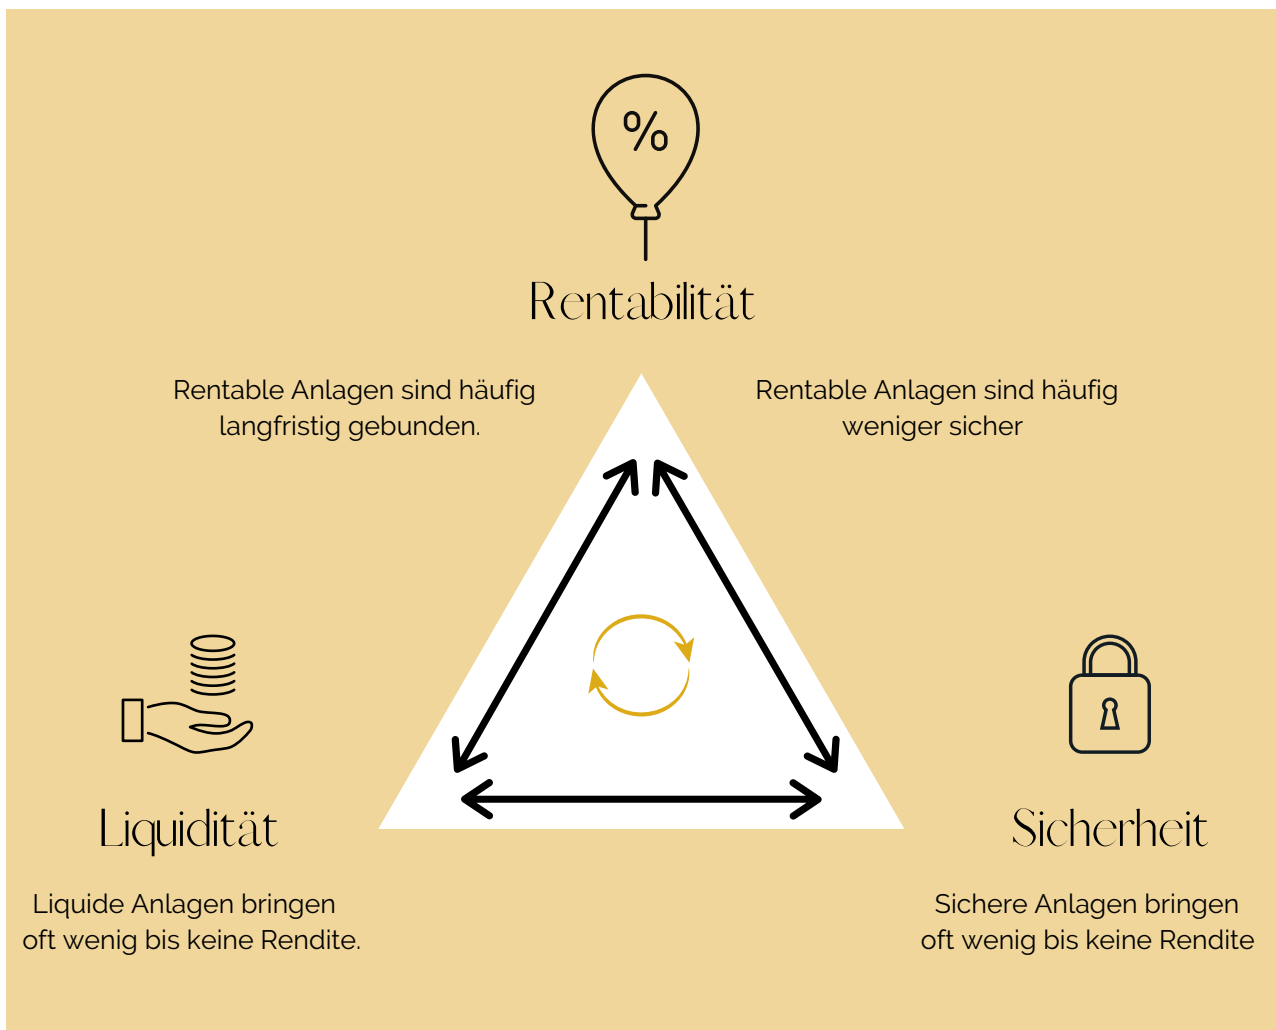 %
Rentabilität
Rentable Anlagen sind häufig
langfristig gebunden.
Rentable Anlagen sind häufig
weniger sicher
Liquidität
Liquide Anlagen bringen
oft wenig bis keine Rendite.
Sicherheit
Sichere Anlagen bringen
oft wenig bis keine Rendite